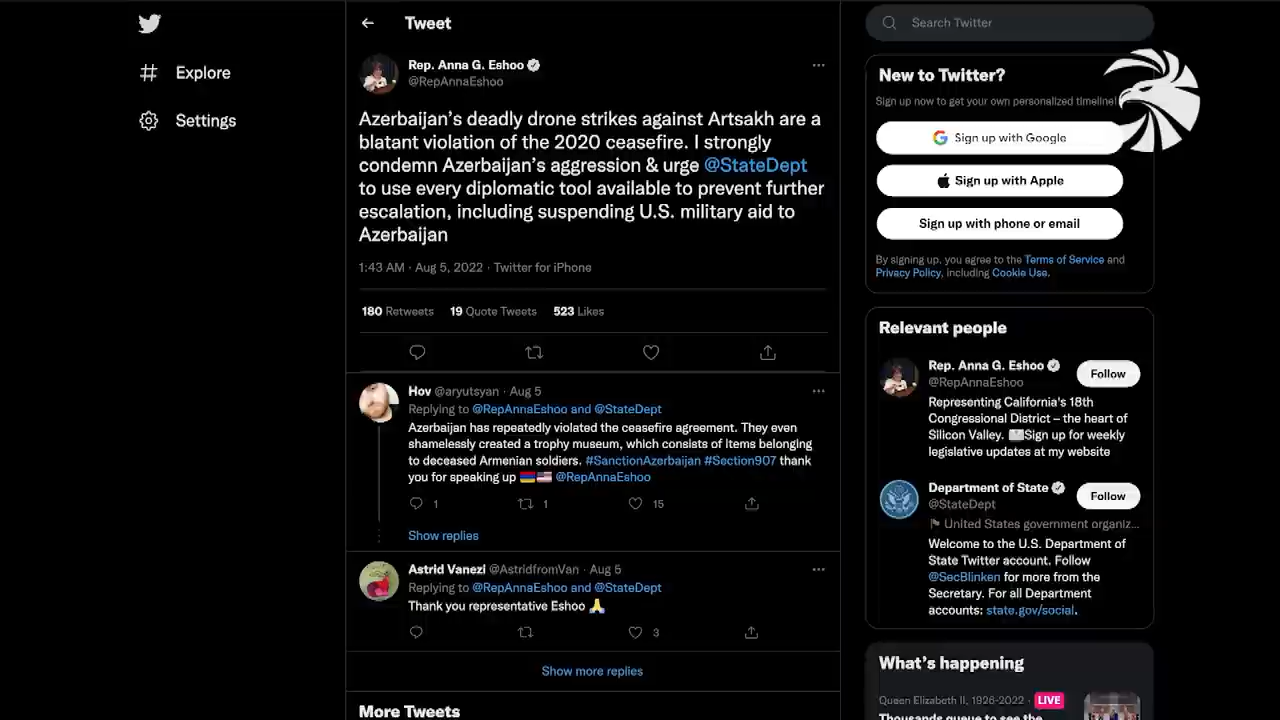 Explore
Settings
Tweet
Rep. Anna G. Eshoo
@RepAnnaEshoo
Azerbaijan’s deadly drone strikes against Artsakh are a
blatant violation of the 2020 ceasefire. I strongly
condemn Azerbaijan’s aggression & urge @StateDept
to use every diplomatic tool available to prevent further
escalation, including suspending U.S. military aid to
Azerbaijan
1:43 AM · Aug 5, 2022 · Twitter for iPhone
180 Retweets 19 Quote Tweets 523 Likes
Hov @aryutsyan · Aug 5
Replying to @RepAnnaEshoo and @StateDept
Azerbaijan has repeatedly violated the ceasefire agreement. They even
shamelessly created a trophy museum, which consists of items belonging
to deceased Armenian soldiers. #SanctionAzerbaijan #Section907 thank
you for speaking up 🇦🇲🇺🇸 @RepAnnaEshoo
1 1 15
Show replies
Astrid Vanezi @AstridfromVan · Aug 5
Replying to @RepAnnaEshoo and @StateDept
Thank you representative Eshoo 🙏
3
Show more replies
More Tweets
Search Twitter
New to Twitter?
Sign up now to get your own personalized timeline!
Sign up with Google
Sign up with Apple
Sign up with phone or email
By signing up, you agree to the Terms of Service and
Privacy Policy, including Cookie Use.
Relevant people
Rep. Anna G. Eshoo
Follow
@RepAnnaEshoo
Representing California's 18th
Congressional District – the heart of
Silicon Valley. Sign up for weekly
legislative updates at my website
Department of State
Follow
@StateDept
United States government organiz...
Welcome to the U.S. Department of
State Twitter account. Follow
@SecBlinken for more from the
Secretary. For all Department
accounts: state.gov/social.
What’s happening
Queen Elizabeth II, 1926-2022 · LIVE
Thousands queue to see the